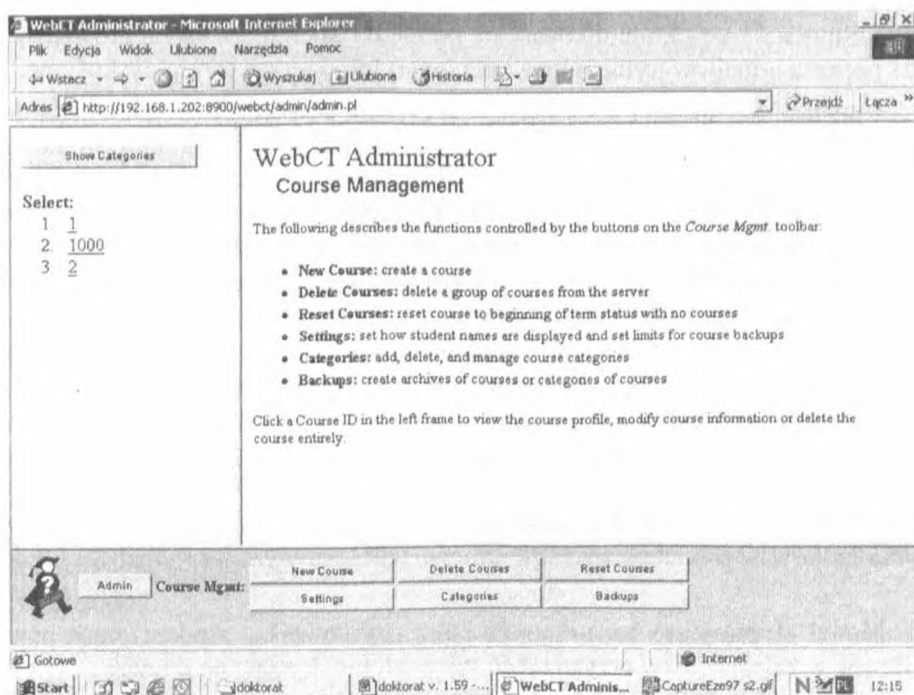 WebCT Administrator - Microsoft Internet Explorer
Plik Edycja Widok Ulubione Narzędzia Pomoc
Wstecz Wyszukaj Ulubione Historia
Adres http://192.168.1.202:8900/webct/admin/admin.pl Przejdź Łącza »
Show Categories
Select:
1 1
2 1000
3 2
WebCT Administrator
Course Management
The following describes the functions controlled by the buttons on the Course Mgmt. toolbar:
• New Course: create a course
• Delete Courses: delete a group of courses from the server
• Reset Courses: reset course to beginning of term status with no courses
• Settings: set how student names are displayed and set limits for course backups
• Categories: add, delete, and manage course categories
• Backups: create archives of courses or categories of courses
Click a Course ID in the left frame to view the course profile, modify course information or delete the
course entirely.
Admin Course Mgmt: New Course Delete Courses Reset Courses
Settings Categories Backups
Gotowe Internet
Start doktorat doktorat v. 1.59 -... WebCT Adminis... CaptureEze97 s2.gif N 12:15